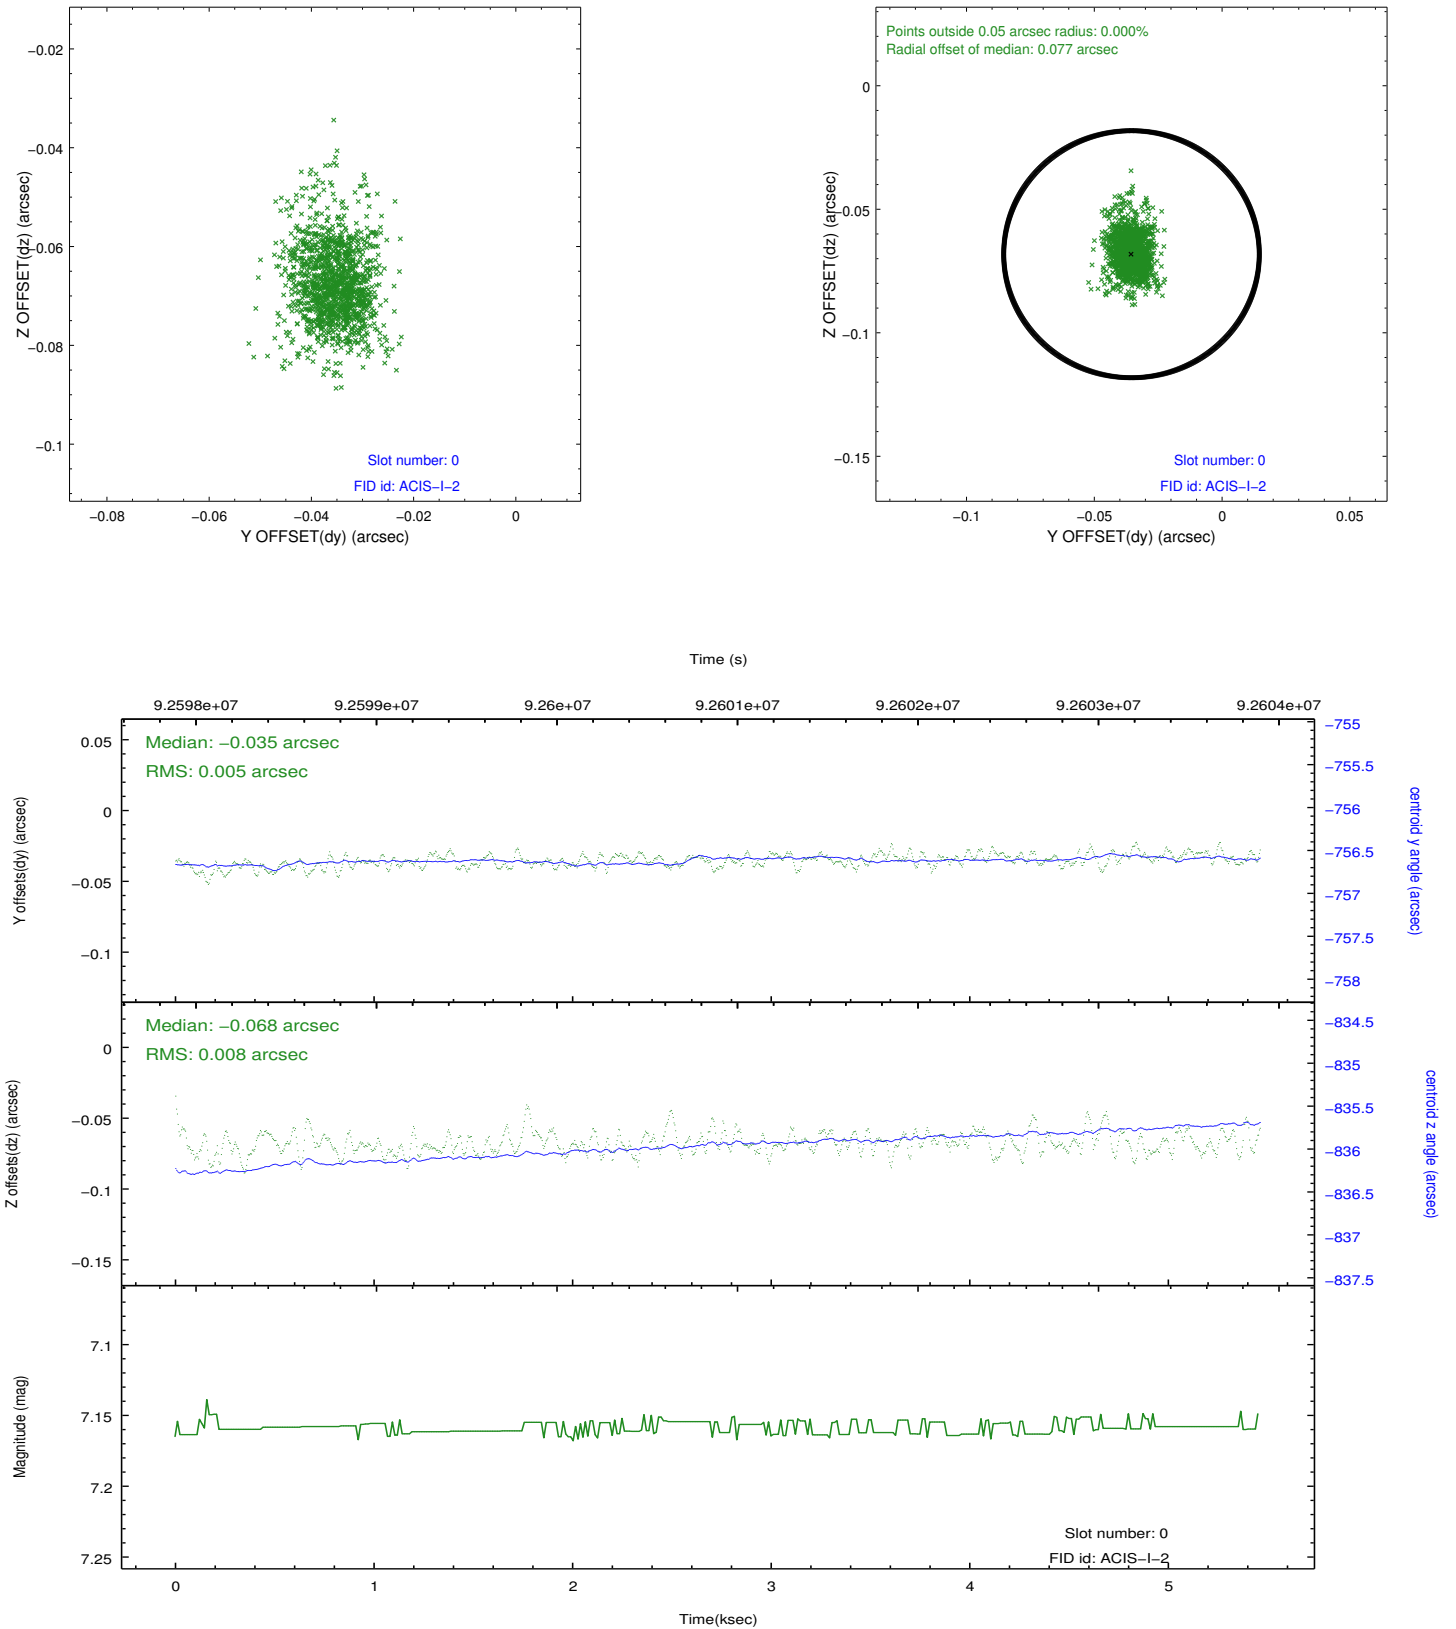 −0.02
−0.04
−0.06
−0.08
−0.1
Z OFFSET(dz) (arcsec)
Slot number: 0
FID id: ACIS−I−2
−0.08
−0.06
−0.04
−0.02
0
Y OFFSET(dy) (arcsec)
Points outside 0.05 arcsec radius: 0.000%
Radial offset of median: 0.077 arcsec
0
−0.05
−0.1
−0.15
Z OFFSET(dz) (arcsec)
Slot number: 0
FID id: ACIS−I−2
−0.1
−0.05
0
0.05
Y OFFSET(dy) (arcsec)
Time (s)
9.2598e+07
9.2599e+07
9.26e+07
9.2601e+07
9.2602e+07
9.2603e+07
9.2604e+07
Median: −0.035 arcsec
RMS: 0.005 arcsec
0.05
0
−0.05
−0.1
Y offsets(dy) (arcsec)
−755
−755.5
−756
−756.5
−757
−757.5
−758
centroid y angle (arcsec)
Median: −0.068 arcsec
RMS: 0.008 arcsec
0
−0.05
−0.1
−0.15
Z offsets(dz) (arcsec)
−834.5
−835
−835.5
−836
−836.5
−837
−837.5
centroid z angle (arcsec)
7.1
7.15
7.2
7.25
Magnitude (mag)
Slot number: 0
FID id: ACIS−I−2
0
1
2
3
4
5
Time(ksec)